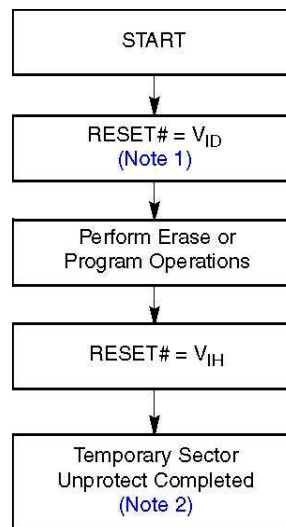 START
RESET# = VID
(Note 1)
Perform Erase or
Program Operations
RESET# = VIH
Temporary Sector
Unprotect Completed
(Note 2)